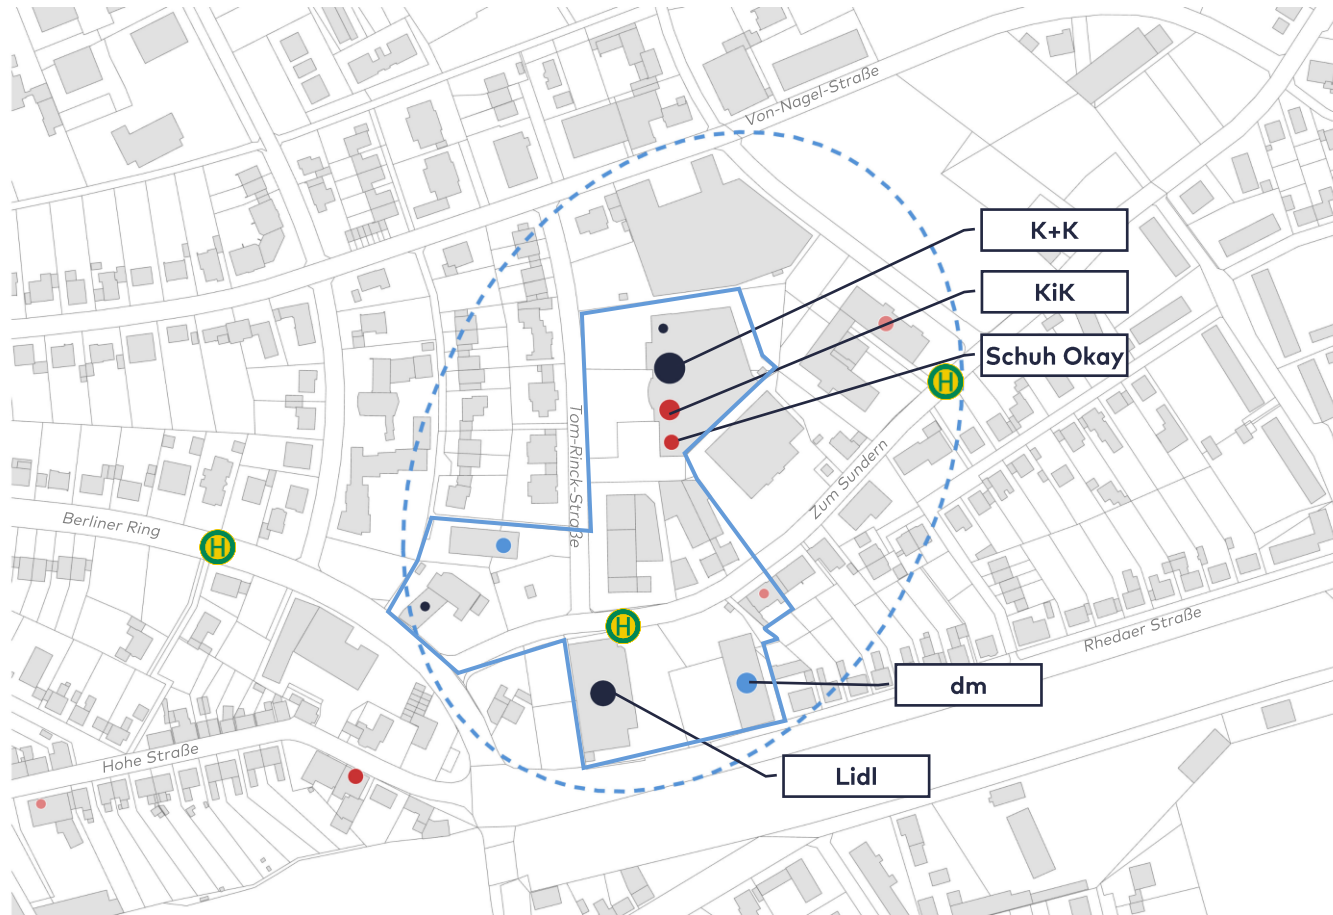 Von-Nagel-Straße
K+K
KiK
Schuh Okay
H
Tom-Rinck-Straße
Zum Sundern
Berliner Ring
H
H
Rhedaer Straße
dm
Hohe Straße
Lidl